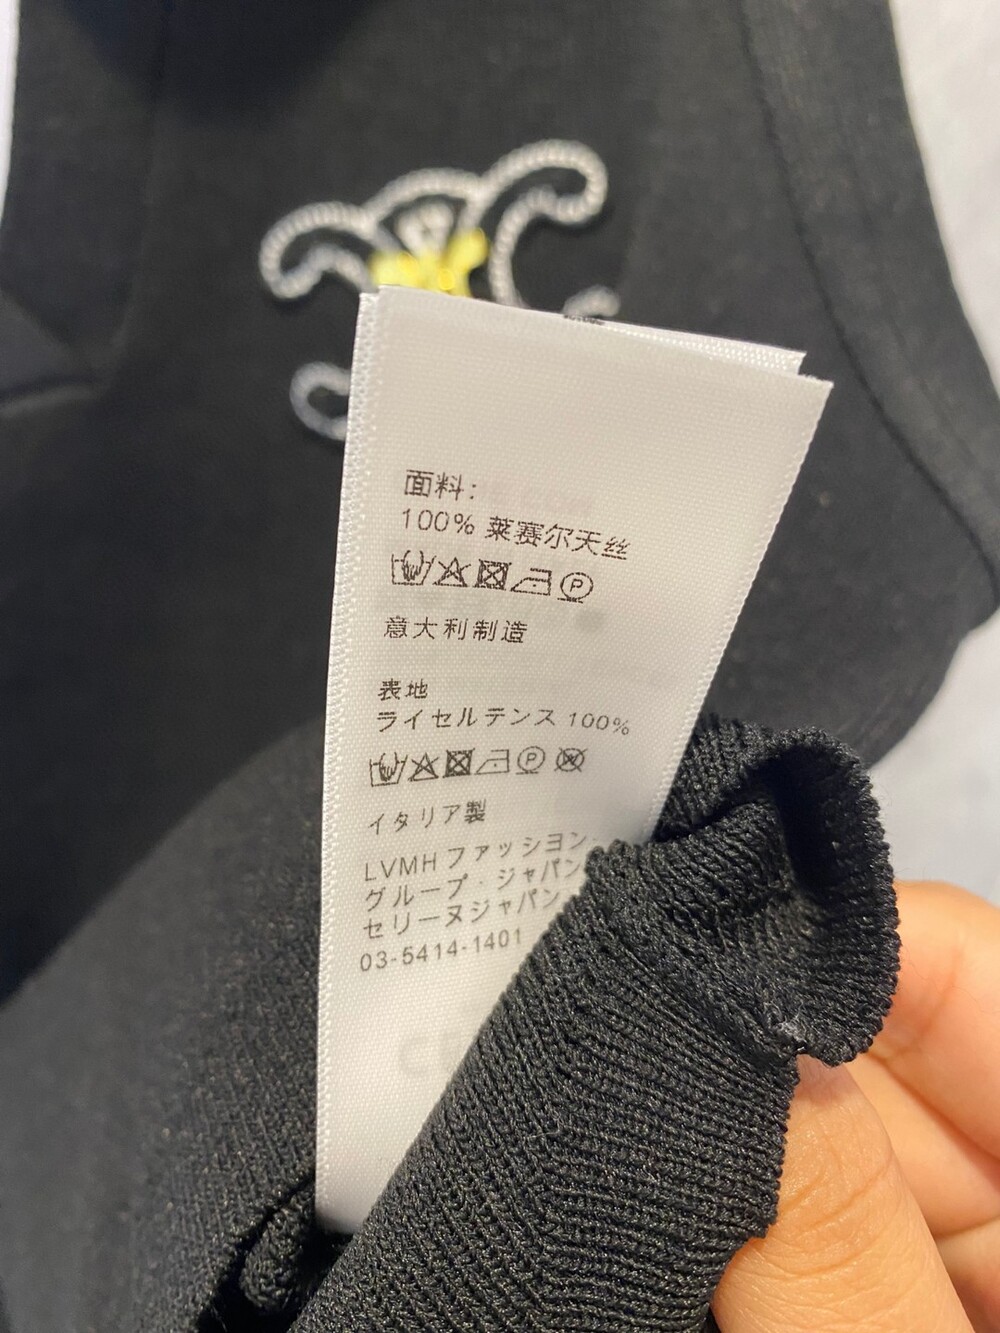 面料:
100% 莱赛尔天丝
P
意大利制造
表地
ライセルテンス 100%
P
イタリア製
LVMH ファッション
グループ・ジャパン
セリーヌジャパン
03-5414-1401